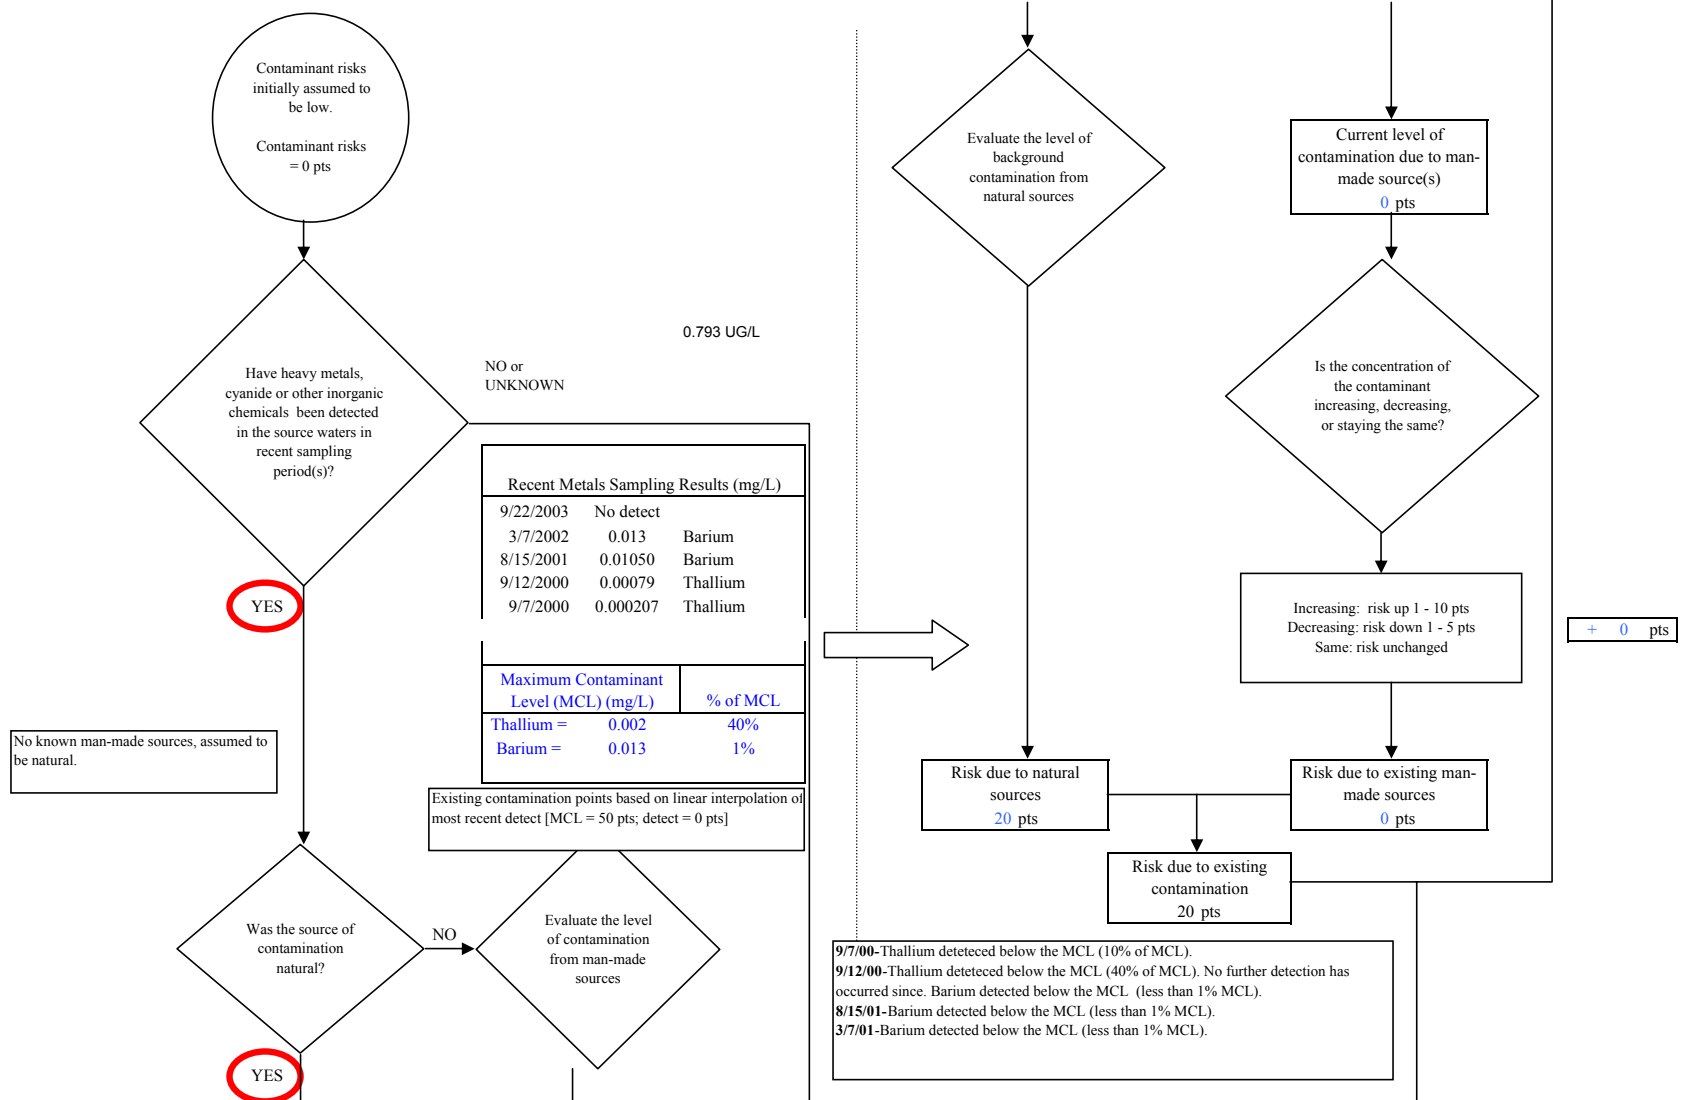 Contaminant risks
initially assumed to
be low.
Contaminant risks
= 0 pts
Have heavy metals,
cyanide or other inorganic
chemicals been detected
in the source waters in
recent sampling
period(s)?
NO or
UNKNOWN
0.793 UG/L
YES
Recent Metals Sampling Results (mg/L)
9/22/2003 No detect
3/7/2002 0.013 Barium
8/15/2001 0.01050 Barium
9/12/2000 0.00079 Thallium
9/7/2000 0.000207 Thallium
Maximum Contaminant
Level (MCL) (mg/L) % of MCL
Thallium = 0.002 40%
Barium = 0.013 1%
No known man-made sources, assumed to
be natural.
Existing contamination points based on linear interpolation of
most recent detect [MCL = 50 pts; detect = 0 pts]
Was the source of
contamination
natural?
NO
Evaluate the level
of contamination
from man-made
sources
YES
Evaluate the level of
background
contamination from
natural sources
Current level of
contamination due to man-
made source(s)
0 pts
Is the concentration of
the contaminant
increasing, decreasing,
or staying the same?
Increasing: risk up 1 - 10 pts
Decreasing: risk down 1 - 5 pts
Same: risk unchanged
+ 0 pts
Risk due to natural
sources
20 pts
Risk due to existing man-
made sources
0 pts
Risk due to existing
contamination
20 pts
9/7/00-Thallium deteteced below the MCL (10% of MCL).
9/12/00-Thallium deteteced below the MCL (40% of MCL). No further detection has
occurred since. Barium detected below the MCL (less than 1% MCL).
8/15/01-Barium detected below the MCL (less than 1% MCL).
3/7/01-Barium detected below the MCL (less than 1% MCL).